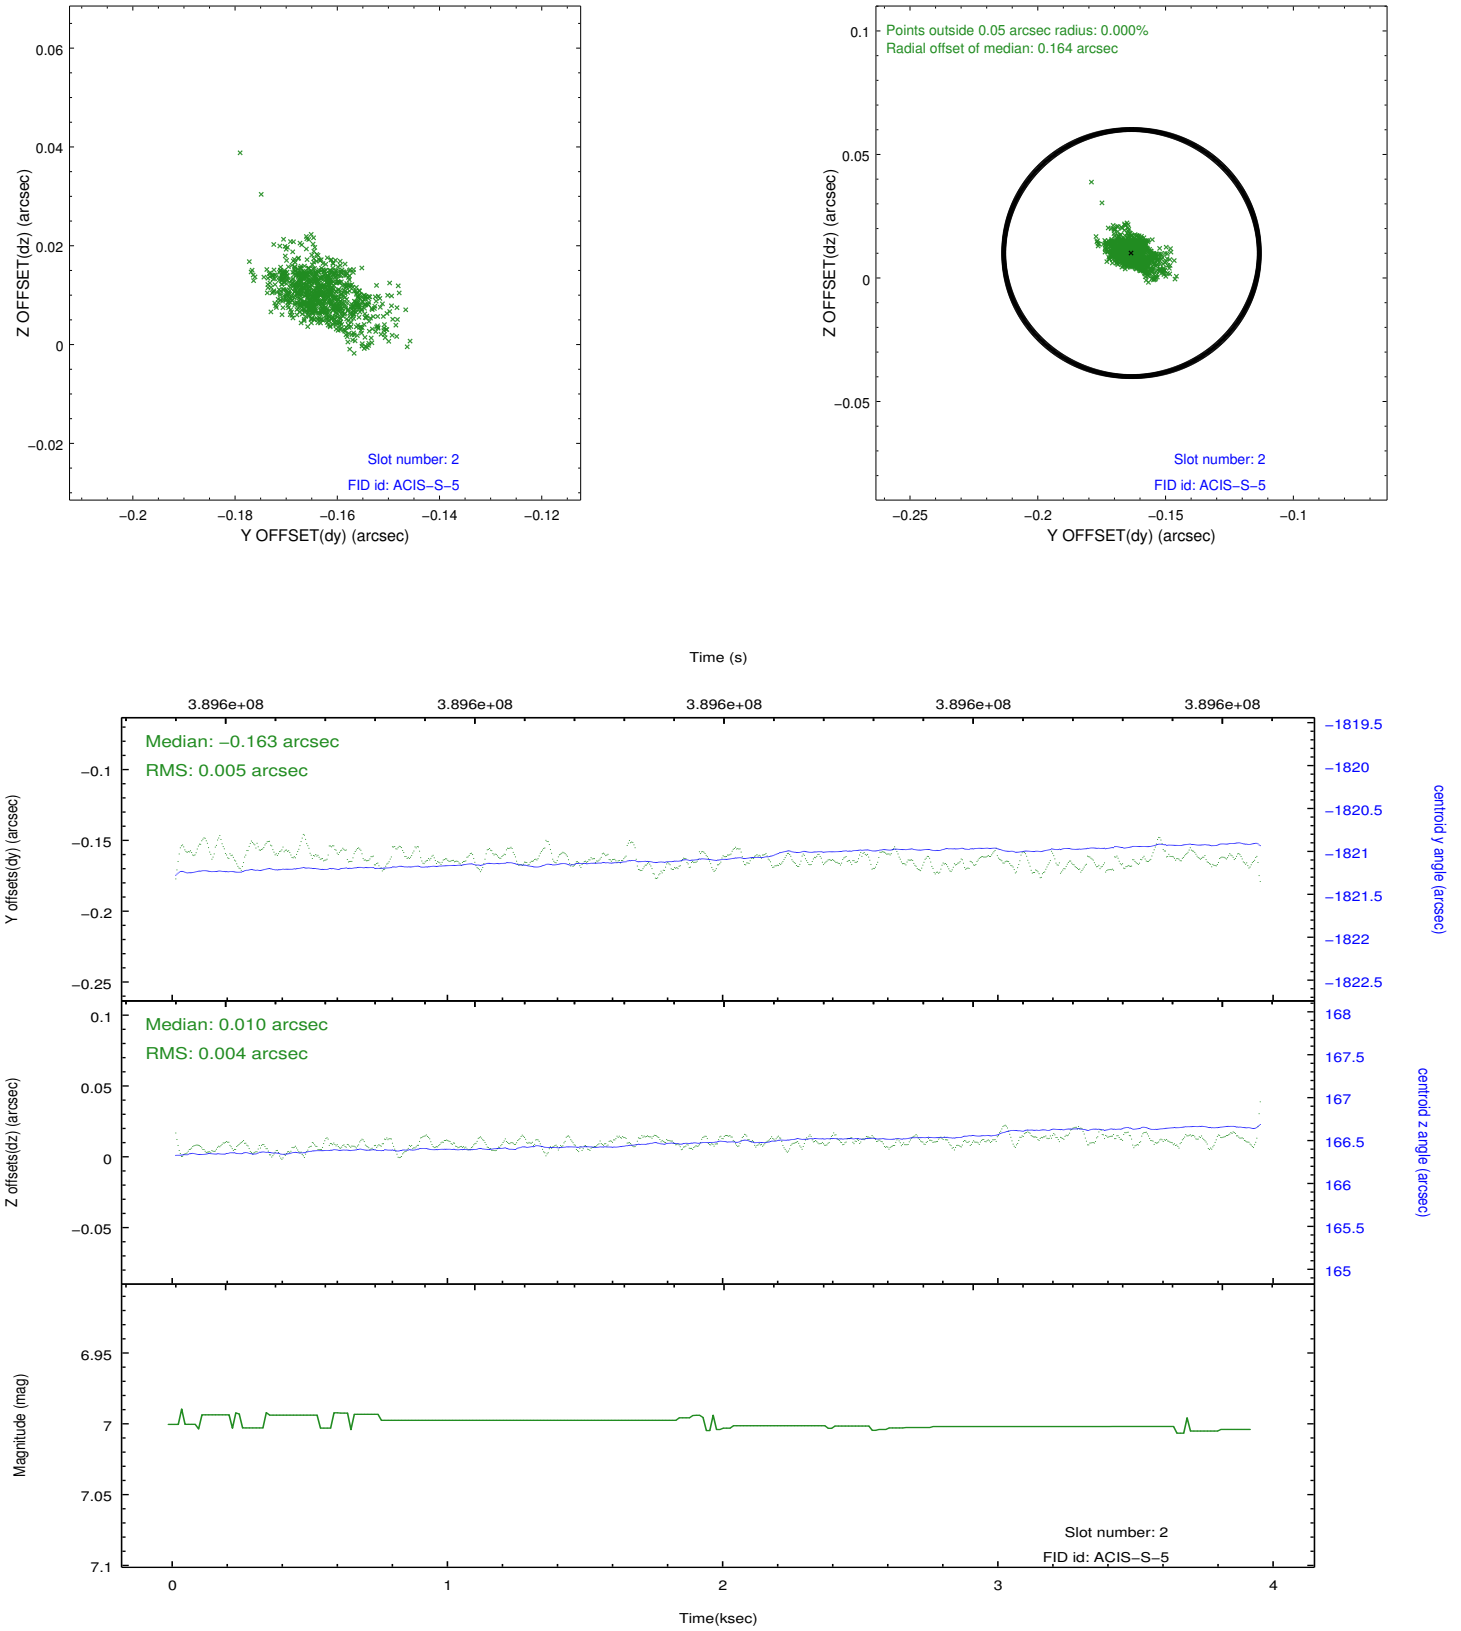 0.06
0.04
0.02
0
−0.02
Z OFFSET(dz) (arcsec)
Slot number: 2
FID id: ACIS−S−5
−0.2
−0.18
−0.16
−0.14
−0.12
Y OFFSET(dy) (arcsec)
Points outside 0.05 arcsec radius: 0.000%
Radial offset of median: 0.164 arcsec
0.1
0.05
0
−0.05
Z OFFSET(dz) (arcsec)
Slot number: 2
FID id: ACIS−S−5
−0.25
−0.2
−0.15
−0.1
Y OFFSET(dy) (arcsec)
Time (s)
3.896e+08
3.896e+08
3.896e+08
3.896e+08
3.896e+08
Median: −0.163 arcsec
RMS: 0.005 arcsec
−0.1
−0.15
−0.2
−0.25
Y offsets(dy) (arcsec)
−1819.5
−1820
−1820.5
−1821
−1821.5
−1822
−1822.5
centroid y angle (arcsec)
Median: 0.010 arcsec
RMS: 0.004 arcsec
0.1
0.05
0
−0.05
Z offsets(dz) (arcsec)
168
167.5
167
166.5
166
165.5
165
centroid z angle (arcsec)
6.95
7
7.05
7.1
Magnitude (mag)
Slot number: 2
FID id: ACIS−S−5
0
1
2
3
4
Time(ksec)